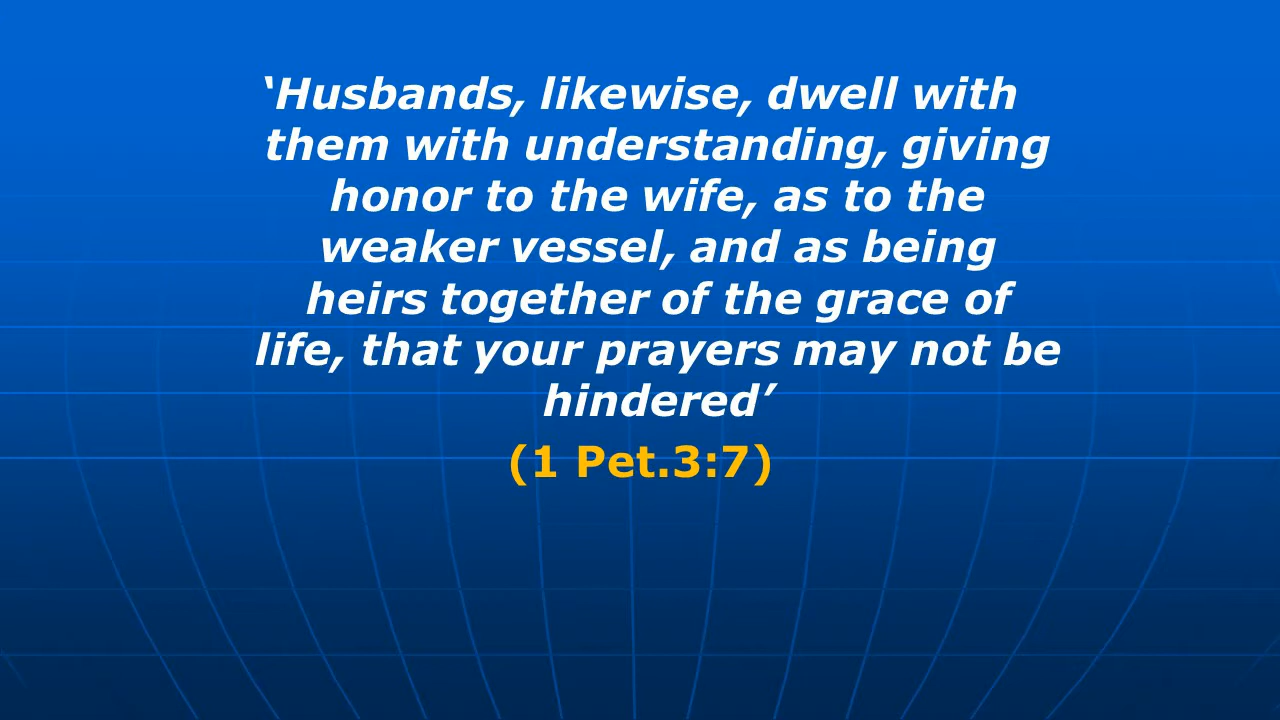 ‘Husbands, likewise, dwell with
them with understanding, giving
honor to the wife, as to the
weaker vessel, and as being
heirs together of the grace of
life, that your prayers may not be
hindered’
(1 Pet.3:7)